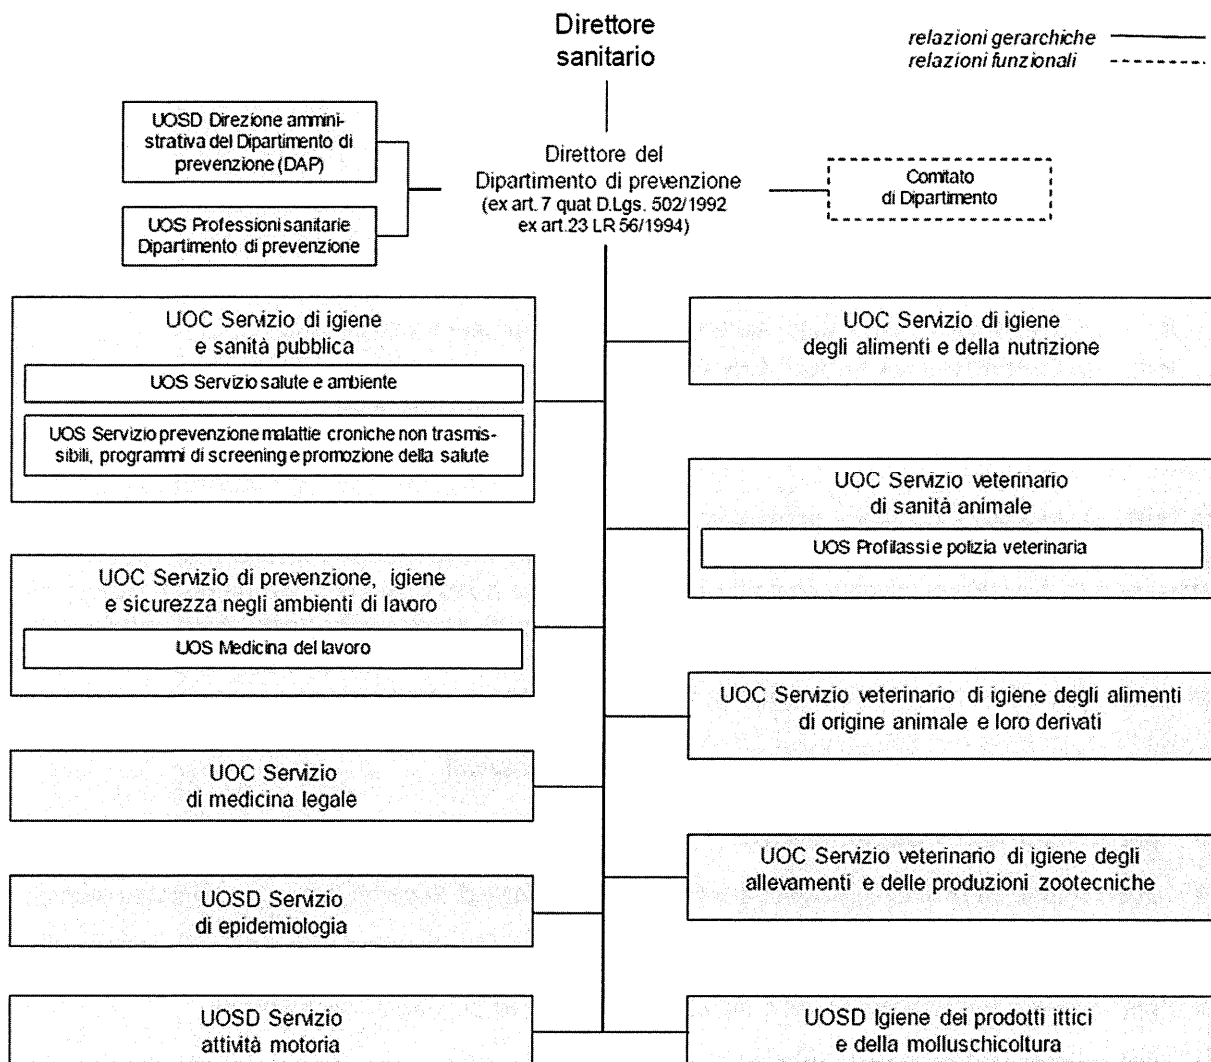 Direttore
sanitario
relazioni gerarchiche
relazioni funzionali
UOSD Direzione ammini-
strativa del Dipartimento di
prevenzione (DAP)
UOS Professioni sanitarie
Dipartimento di prevenzione
Direttore del
Dipartimento di prevenzione
(ex art. 7 quat D.Lgs. 502/1992
ex art.23 LR 56/1994)
Comitato
di Dipartimento
UOC Servizio di igiene
e sanità pubblica
UOS Servizio salute e ambiente
UOS Servizio prevenzione malattie croniche non trasmis-
sibili, programmi di screening e promozione della salute
UOC Servizio di prevenzione, igiene
e sicurezza negli ambienti di lavoro
UOS Medicina del lavoro
UOC Servizio
di medicina legale
UOSD Servizio
di epidemiologia
UOSD Servizio
attività motoria
UOC Servizio di igiene
degli alimenti e della nutrizione
UOC Servizio veterinario
di sanità animale
UOS Profilassi e polizia veterinaria
UOC Servizio veterinario di igiene degli alimenti
di origine animale e loro derivati
UOC Servizio veterinario di igiene degli
allevamenti e delle produzioni zootecniche
UOSD Igiene dei prodotti ittici
e della molluschicoltura